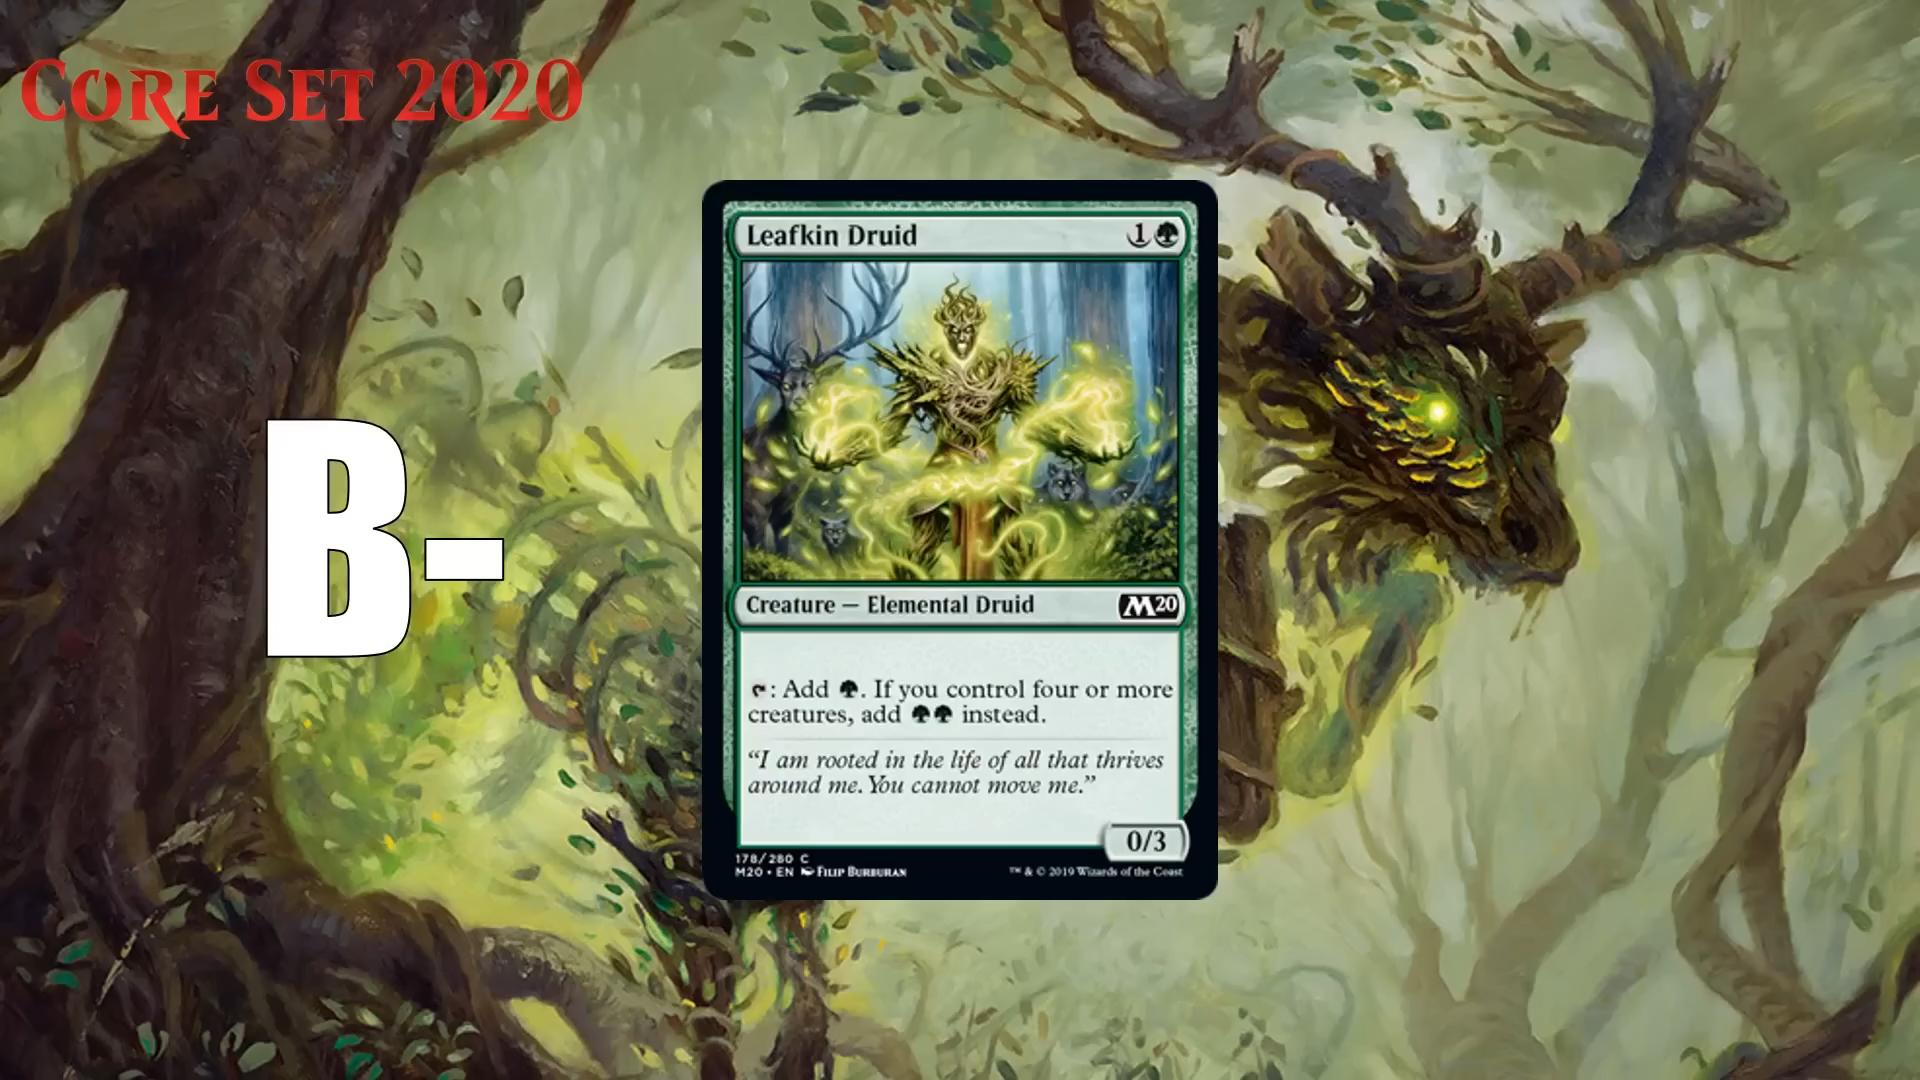 Core Set 2020
B-
Leafkin Druid 1
Creature — Elemental Druid M20
: Add . If you control four or more
creatures, add instead.
“I am rooted in the life of all that thrives
around me. You cannot move me.”
0/3
178/280 C
M20 • EN Filip Burburan
™ & © 2019 Wizards of the Coast